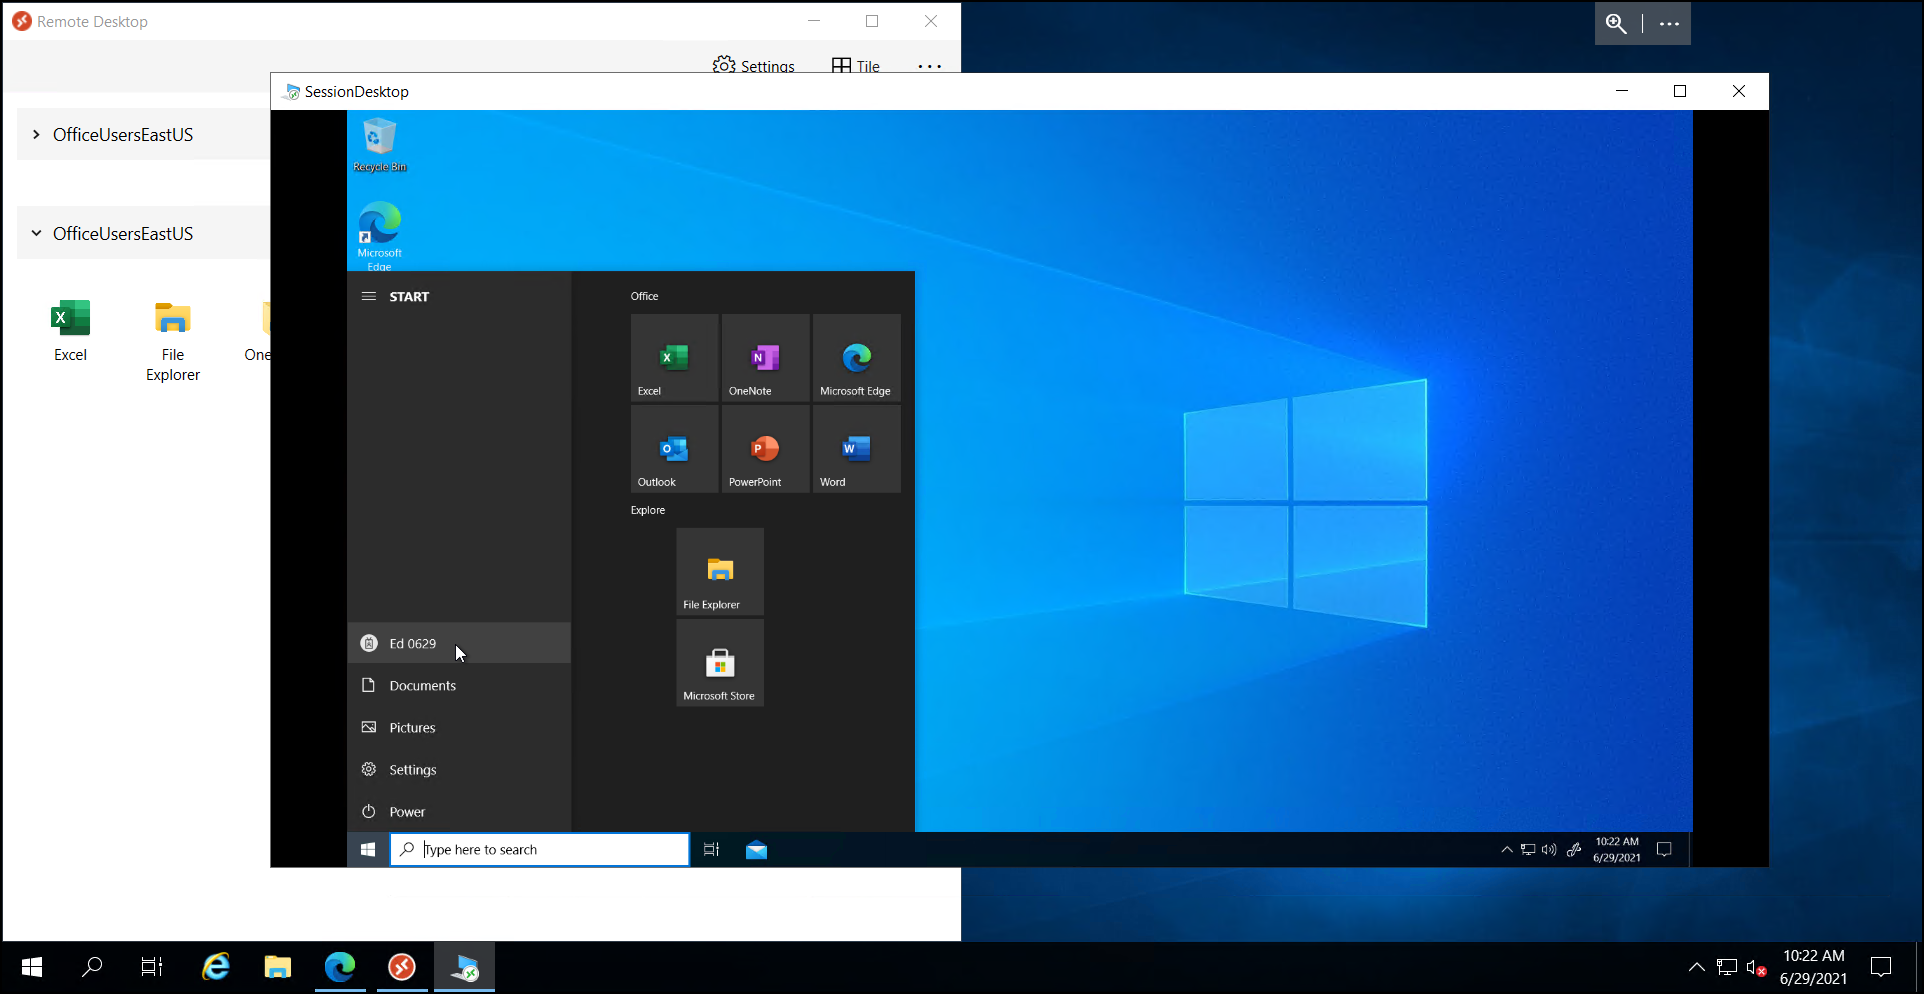 Remote Desktop
Settings
Tile
OfficeUsersEastUS
OfficeUsersEastUS
Excel
File
Explorer
One
SessionDesktop
Recycle Bin
Microsoft
Edge
START
Ed 0629
Documents
Pictures
Settings
Power
Office
Excel
OneNote
Microsoft Edge
Outlook
PowerPoint
Word
Explore
File Explorer
Microsoft Store
Type here to search
10:22 AM
6/29/2021
10:22 AM
6/29/2021